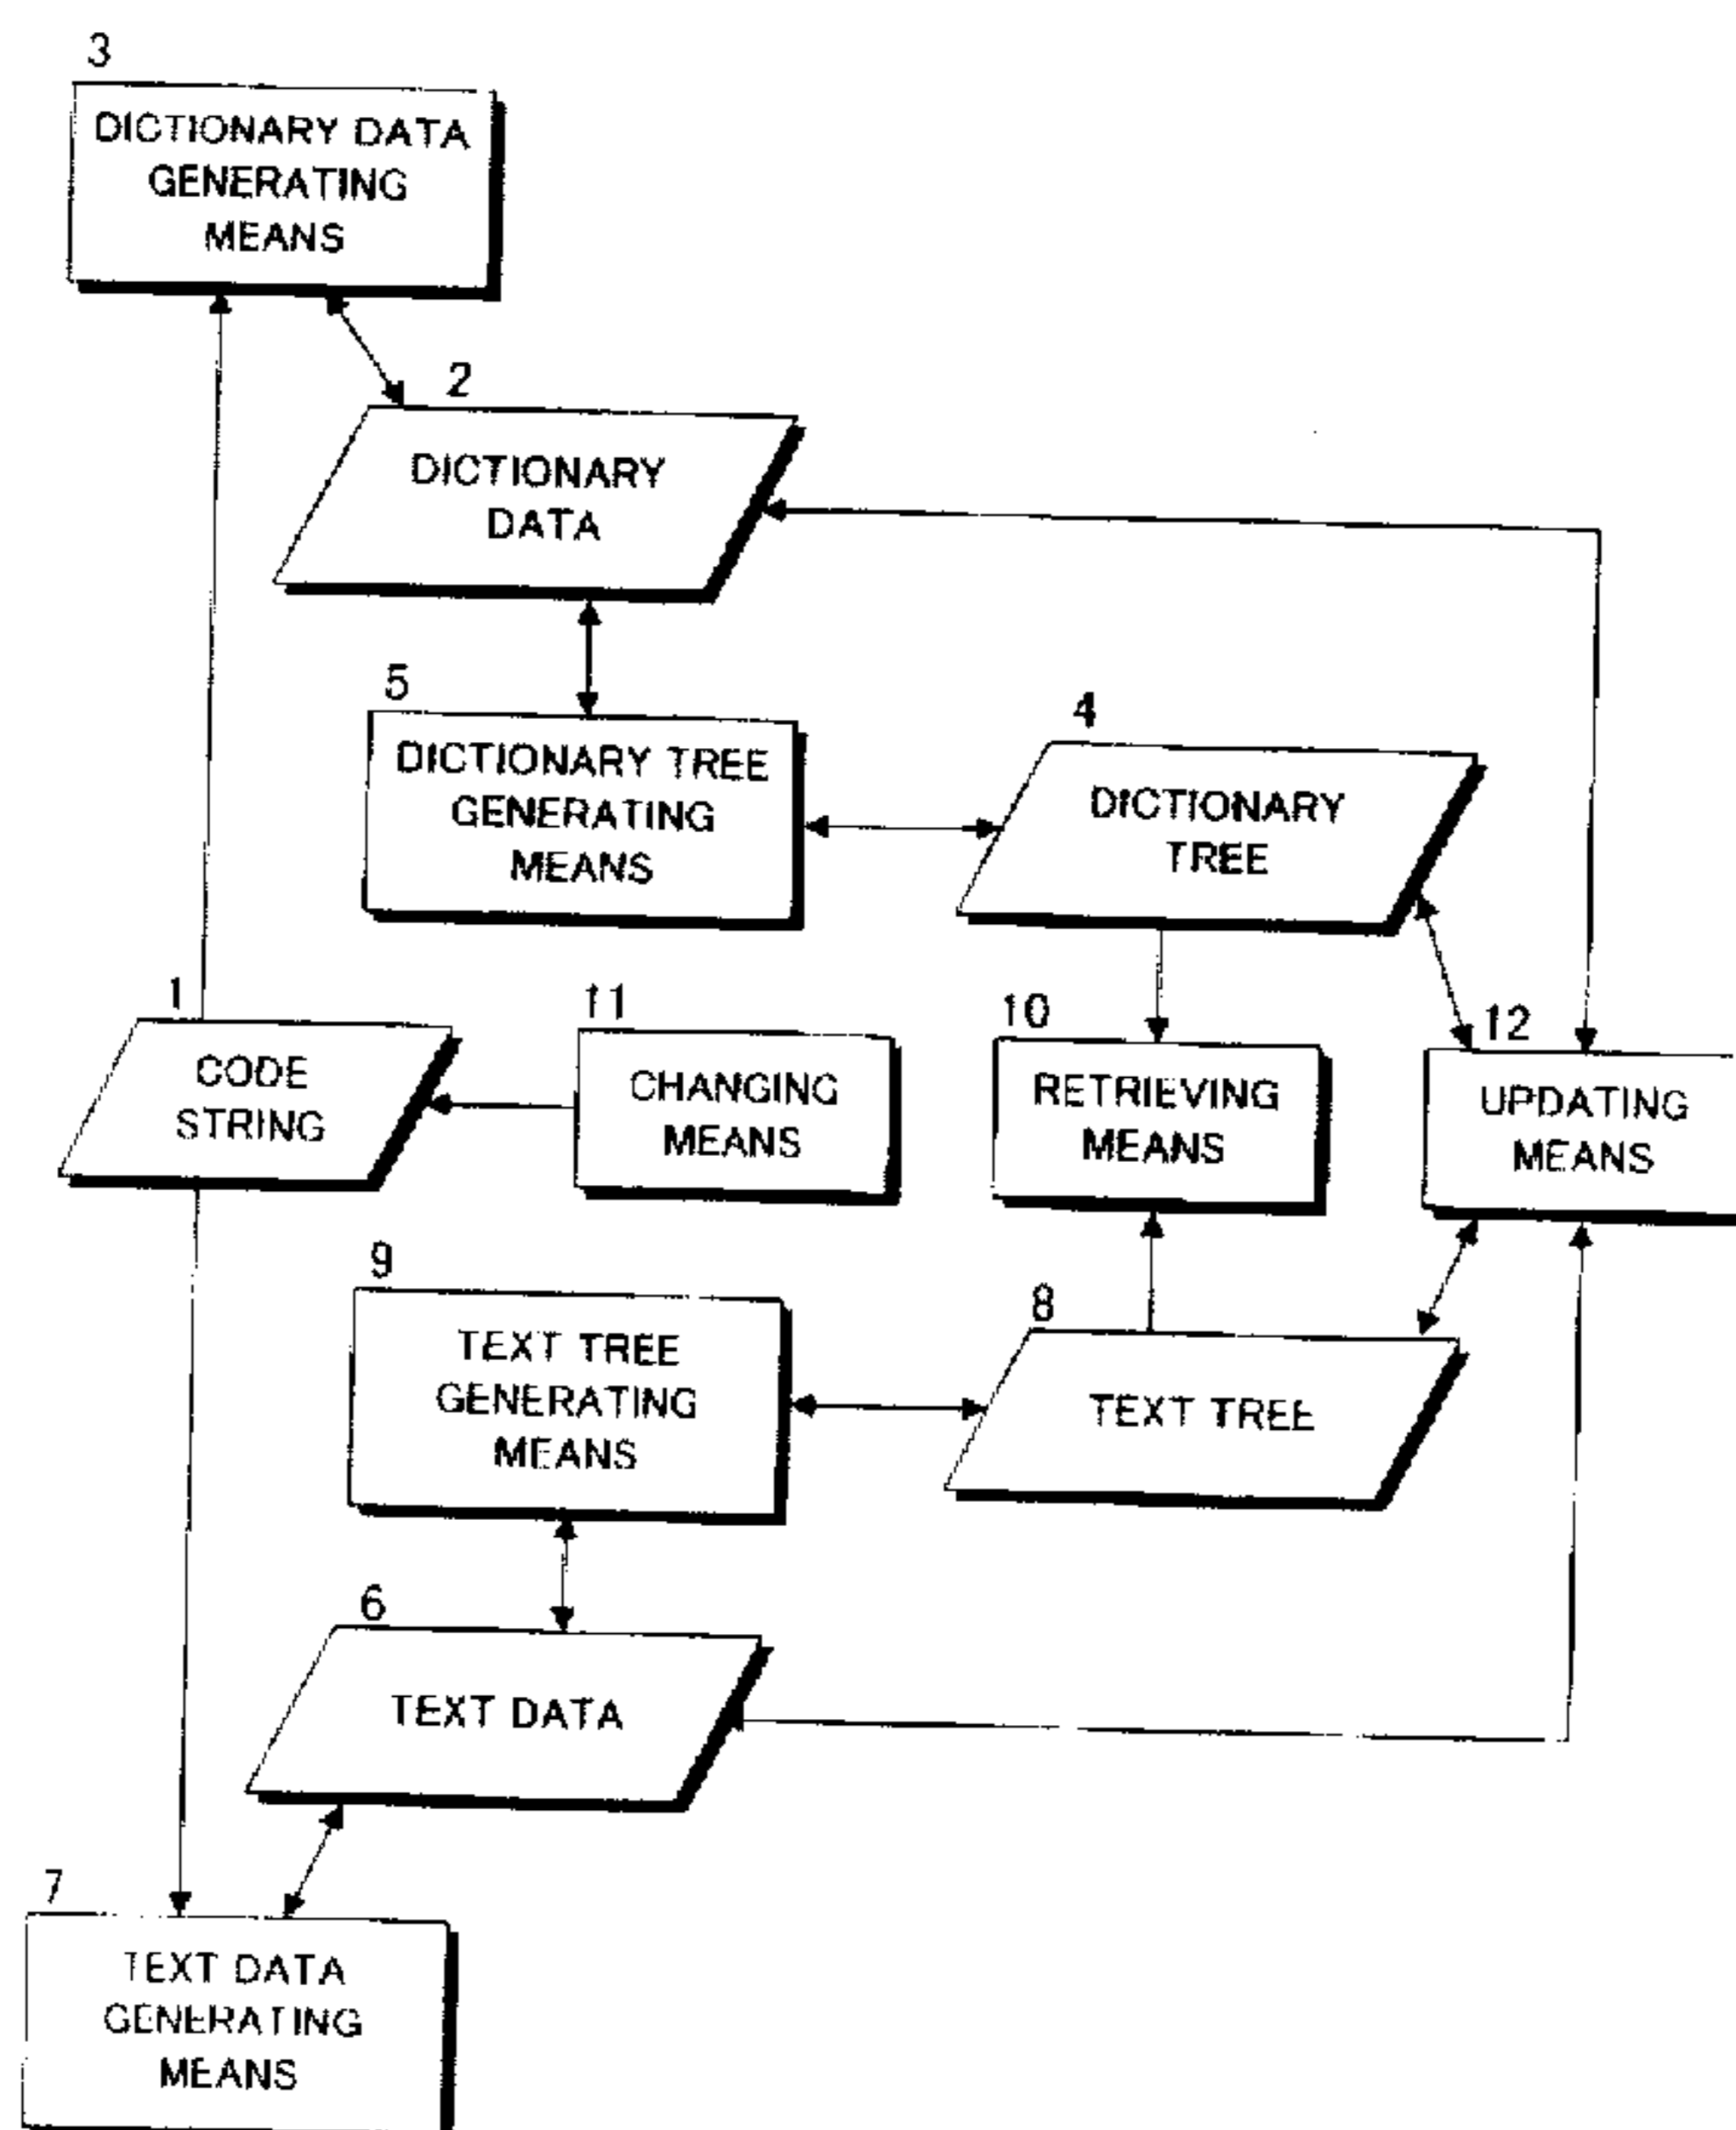 3
DICTIONARY DATA
GENERATING
MEANS
2
DICTIONARY
DATA
5
DICTIONARY TREE
GENERATING
MEANS
4
DICTIONARY
TREE
1
CODE
STRING
11
CHANGING
MEANS
10
RETRIEVING
MEANS
12
UPDATING
MEANS
9
TEXT TREE
GENERATING
MEANS
8
TEXT TREE
6
TEXT DATA
7
TEXT DATA
GENERATING
MEANS